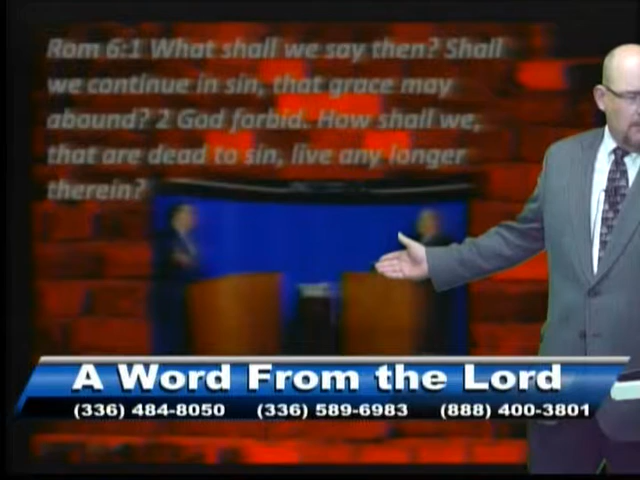 Rom 6:1 What shall we say then? Shall
we continue in sin, that grace may
abound? 2 God forbid. How shall we,
that are dead to sin, live any longer
therein?
A Word From the Lord
(336) 484-8050 (336) 589-6983 (888) 400-3801